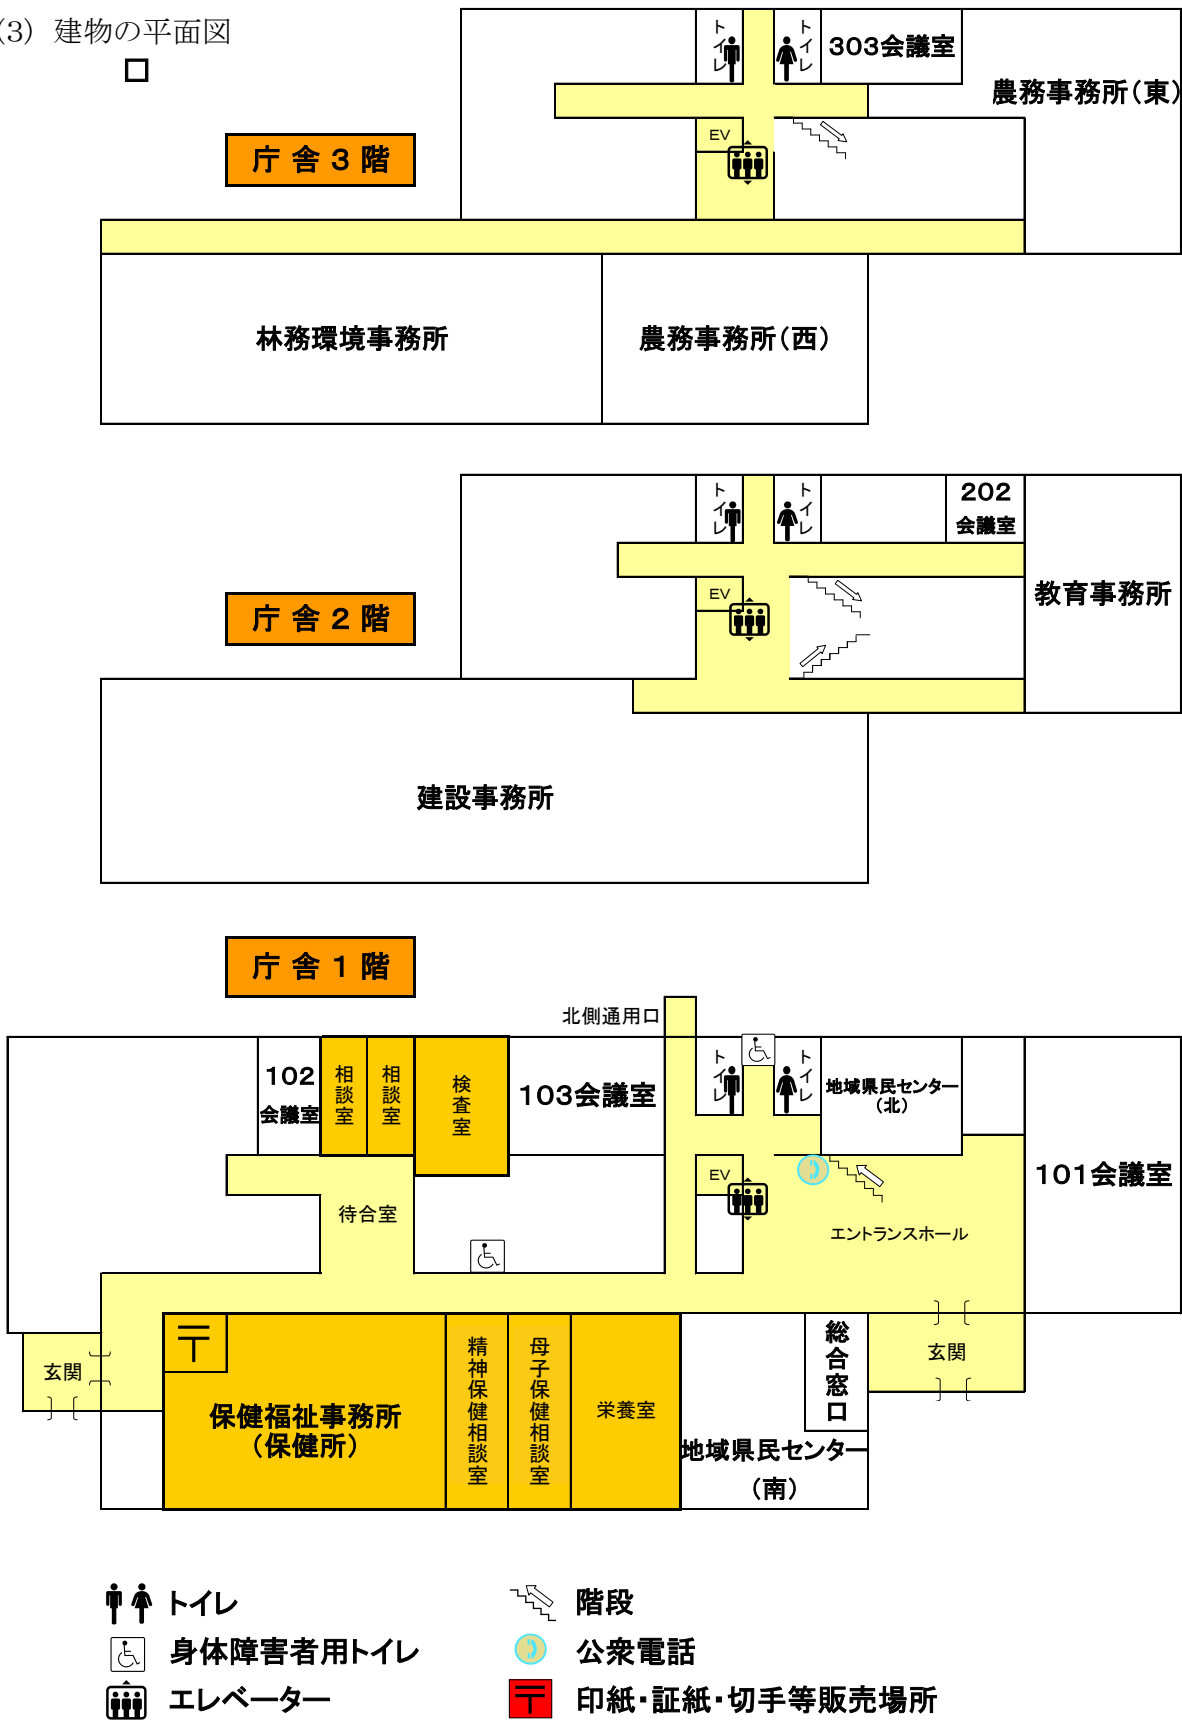 (3) 建物の平面図
トイレ
トイレ
303会議室
農務事務所（東）
庁舎3階
EV
林務環境事務所
農務事務所（西）
トイレ
トイレ
202
会議室
庁舎2階
EV
教育事務所
建設事務所
庁舎1階
北側通用口
102
会議室
相談室
相談室
検査室
103会議室
トイレ
トイレ
地域県民センター
（北）
EV
101会議室
待合室
エントランスホール
〒
玄関
保健福祉事務所
（保健所）
精神保健相談室
母子保健相談室
栄養室
総合窓口
玄関
地域県民センター
（南）
トイレ
階段
身体障害者用トイレ
公衆電話
エレベーター
〒
印紙・証紙・切手等販売場所